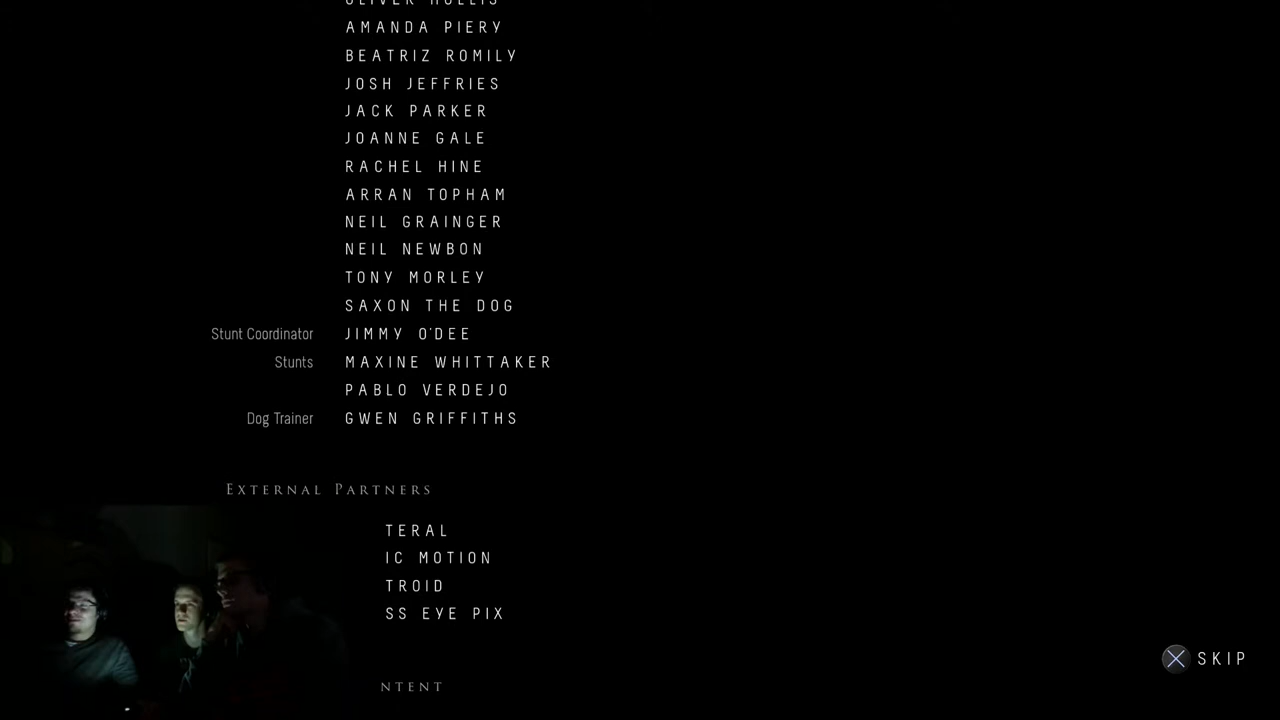 AMANDA PIERY
BEATRIZ ROMILY
JOSH JEFFRIES
JACK PARKER
JOANNE GALE
RACHEL HINE
ARRAN TOPHAM
NEIL GRAINGER
NEIL NEWBON
TONY MORLEY
SAXON THE DOG
Stunt Coordinator JIMMY O'DEE
Stunts MAXINE WHITTAKER
PABLO VERDEJO
Dog Trainer GWEN GRIFFITHS
EXTERNAL PARTNERS
TERAL
IC MOTION
TROID
SS EYE PIX
SKIP
NTENT